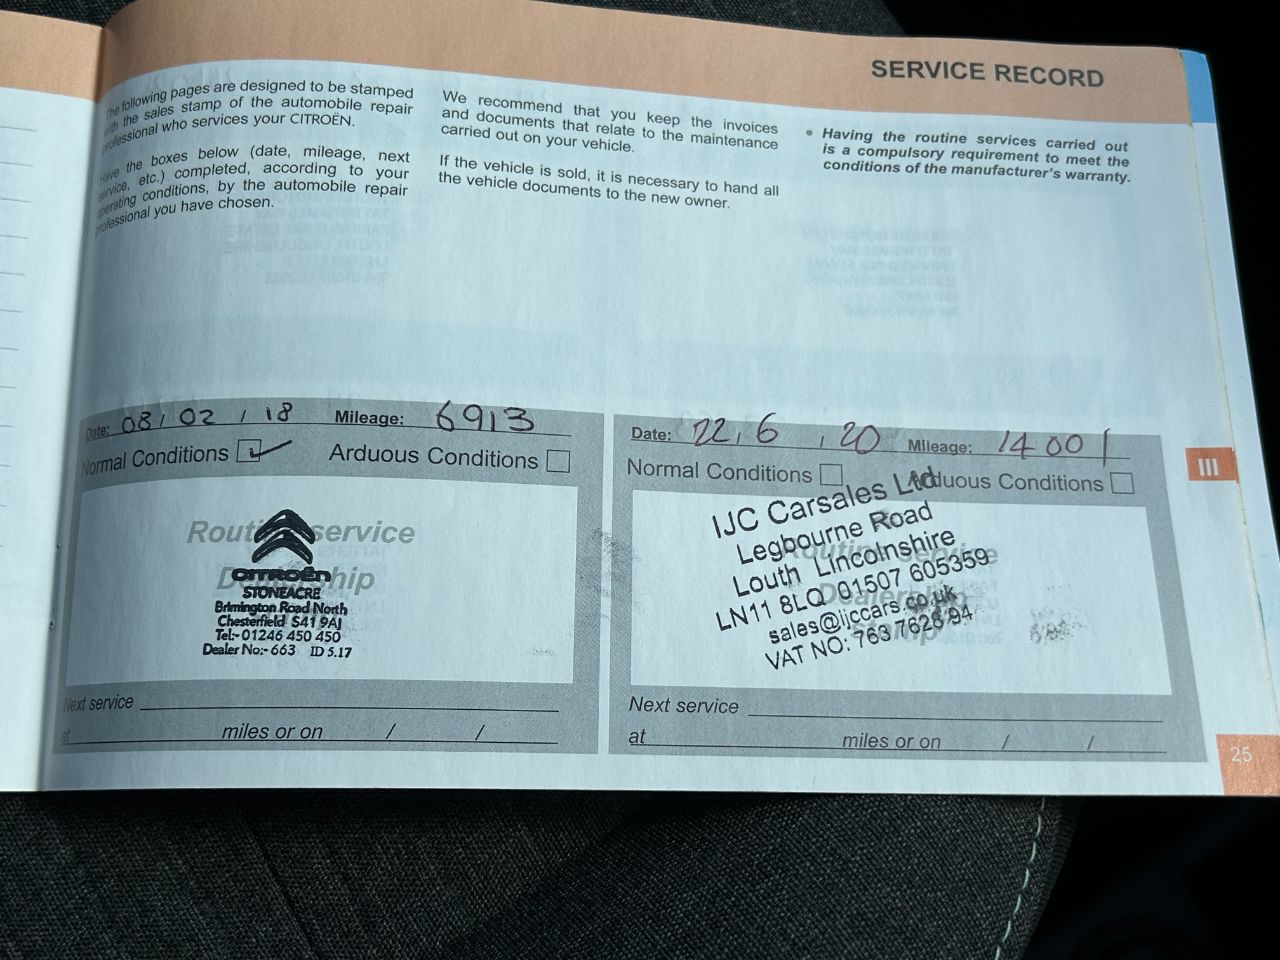 SERVICE RECORD
The following pages are designed to be stamped
with the sales stamp of the automobile repair
professional who services your CITROËN.
Have the boxes below (date, mileage, next
service, etc.) completed, according to your
operating conditions, by the automobile repair
professional you have chosen.
We recommend that you keep the invoices
and documents that relate to the maintenance
carried out on your vehicle.
If the vehicle is sold, it is necessary to hand all
the vehicle documents to the new owner.
• Having the routine services carried out
is a compulsory requirement to meet the
conditions of the manufacturer's warranty.
Date: 08 / 02 / 18 Mileage: 6913
Normal Conditions Arduous Conditions
Routine service
Dealership
CITROËN
STONEACRE
Brimington Road North
Chesterfield S41 9AJ
Tel:- 01246 450 450
Dealer No:- 663 ID 5.17
Next service
at miles or on / /
Date: 22 / 6 / 20 Mileage: 14001
Normal Conditions Arduous Conditions
Routine service
Dealership
stamp
IJC Carsales Ltd
Legbourne Road
Louth Lincolnshire
LN11 8LQ 01507 605359
sales@ijccars.co.uk
VAT NO: 763 7628 94
Next service
at miles or on / /
III
25